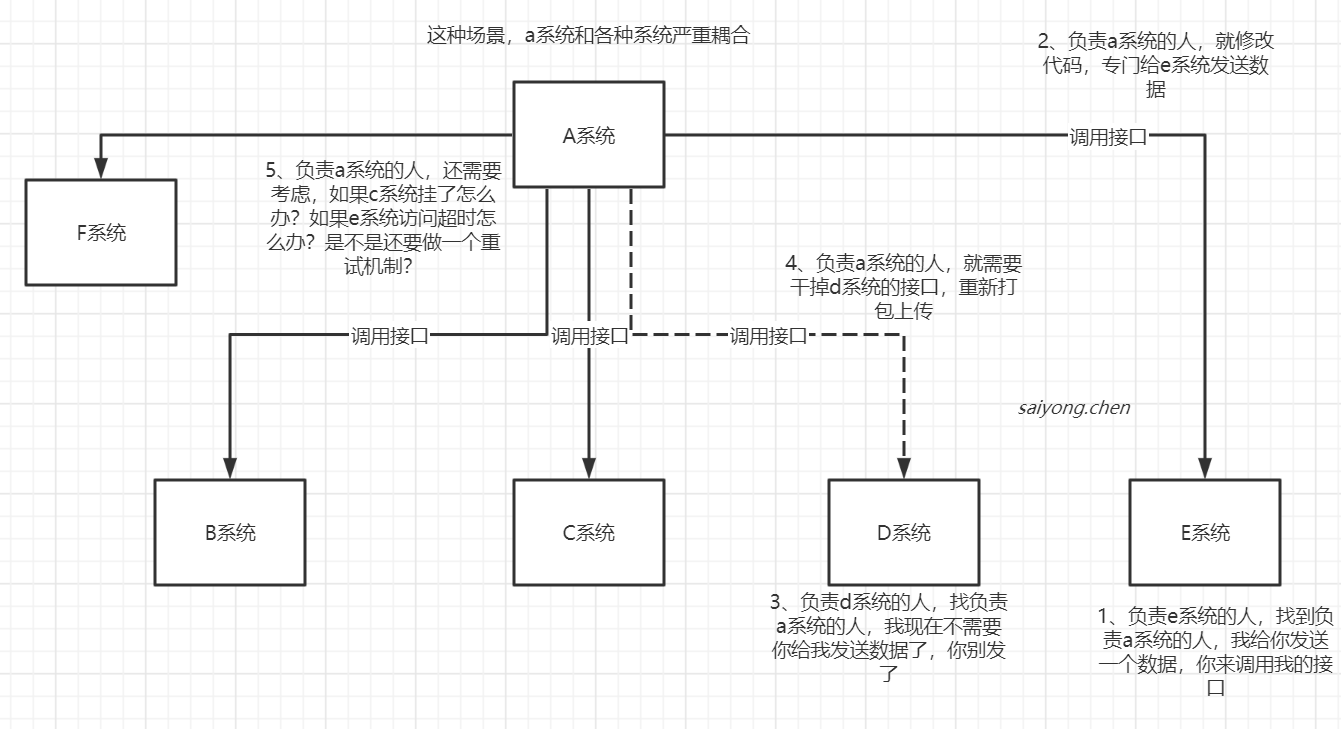 这种场景，a系统和各种系统严重耦合
2、负责a系统的人，就修改
代码，专门给e系统发送数
据
A系统
调用接口
5、负责a系统的人，还需要
考虑，如果c系统挂了怎么
办？如果e系统访问超时怎
么办？是不是还要做一个重
试机制？
F系统
4、负责a系统的人，就需要
干掉d系统的接口，重新打
包上传
调用接口
调用接口
调用接口
saiyong.chen
B系统
C系统
D系统
E系统
3、负责d系统的人，找负责
a系统的人，我现在不需要
你给我发送数据了，你别发
了
1、负责e系统的人，找到负
责a系统的人，我给你发送
一个数据，你来调用我的接
口